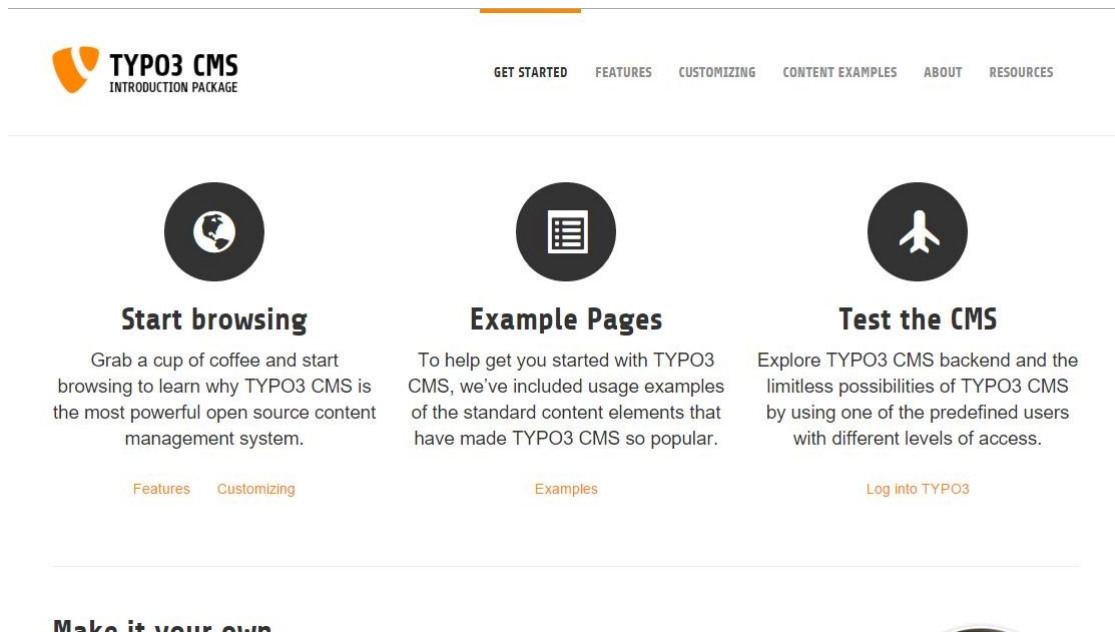 TYPO3 CMS
INTRODUCTION PACKAGE
GET STARTED FEATURES CUSTOMIZING CONTENT EXAMPLES ABOUT RESOURCES
Start browsing
Grab a cup of coffee and start
browsing to learn why TYPO3 CMS is
the most powerful open source content
management system.
Features Customizing
Example Pages
To help get you started with TYPO3
CMS, we've included usage examples
of the standard content elements that
have made TYPO3 CMS so popular.
Examples
Test the CMS
Explore TYPO3 CMS backend and the
limitless possibilities of TYPO3 CMS
by using one of the predefined users
with different levels of access.
Log into TYPO3
Make it your own